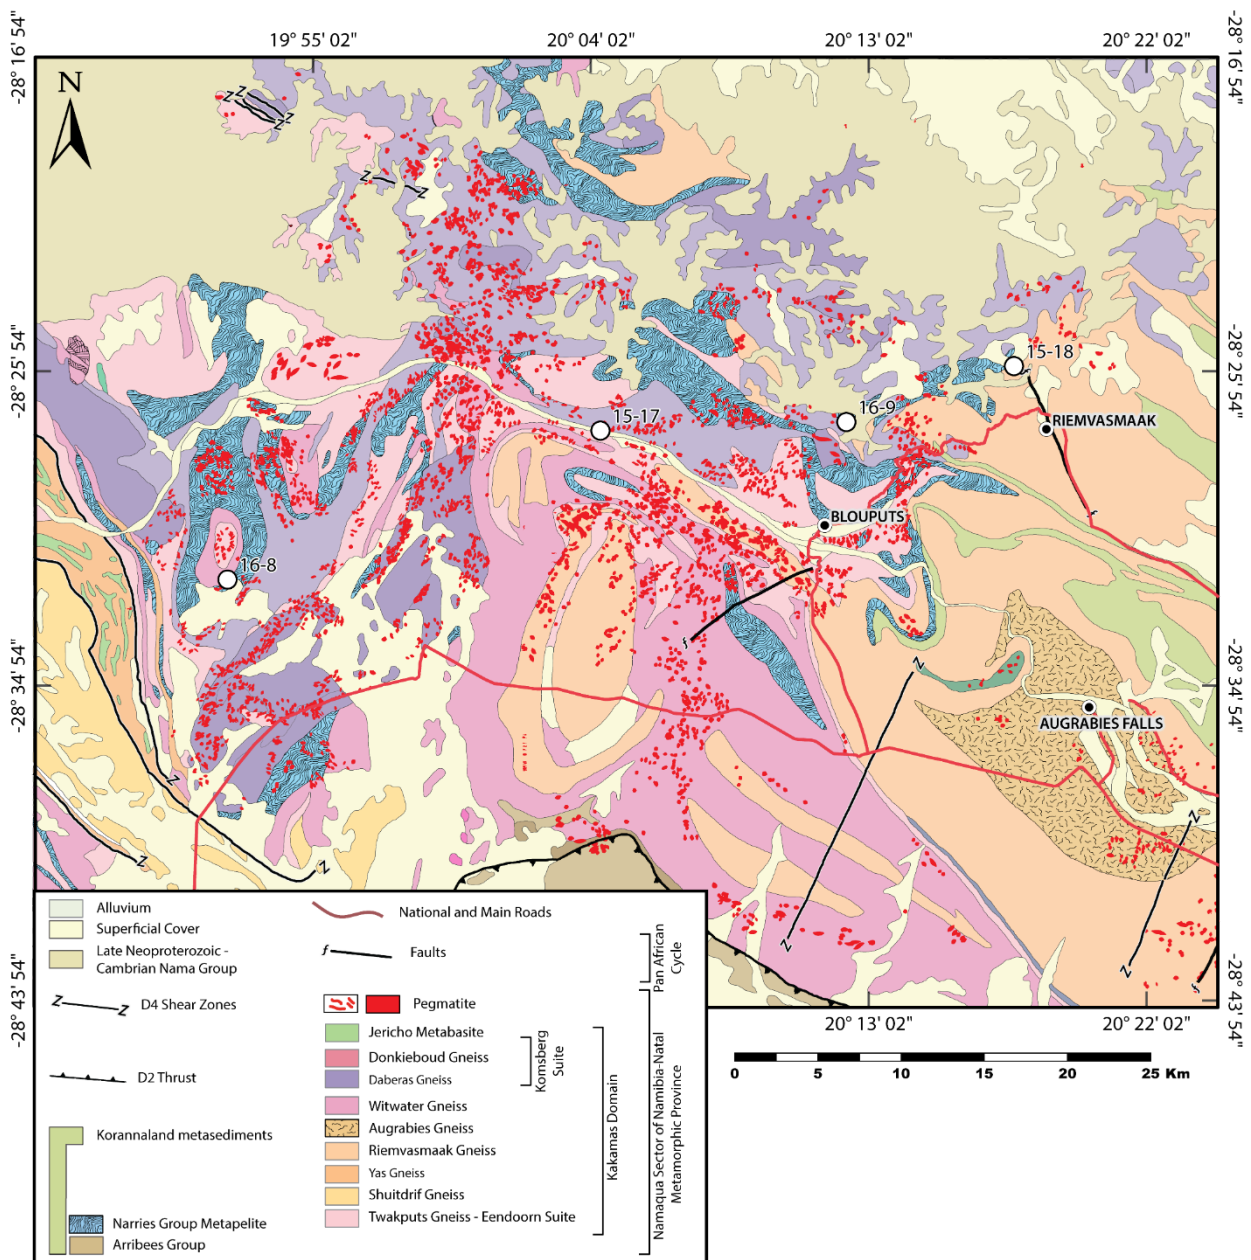 19° 55' 02"
20° 04' 02"
20° 13' 02"
20° 22' 02"
-28° 16' 54"
-28° 16' 54"
N
Z
Z
Z
Z
Z
Z
-28° 25' 54"
-28° 25' 54"
15-18
16-9
15-17
RIEMVASMAAK
f
BLOUPUTS
16-8
f
Z
-28° 34' 54"
-28° 34' 54"
AUGRABIES FALLS
Z
Z
Z
Z
Z
Z
Z
f
-28° 43' 54"
-28° 43' 54"
20° 13' 02"
20° 22' 02"
0 5 10 15 20 25 Km
Alluvium
Superficial Cover
Late Neoproterozoic -
Cambrian Nama Group
Z
Z
D4 Shear Zones
D2 Thrust
Korannaland metasediments
Narries Group Metapelite
Arribees Group
National and Main Roads
f
Faults
Pegmatite
Jericho Metabasite
Donkieboud Gneiss
Daberas Gneiss
Witwater Gneiss
Augrabies Gneiss
Riemvasmaak Gneiss
Yas Gneiss
Shuitdrif Gneiss
Twakputs Gneiss - Eendoorn Suite
Komsberg
Suite
Kakamas Domain
Pan African
Cycle
Namaqua Sector of Namibia-Natal
Metamorphic Province